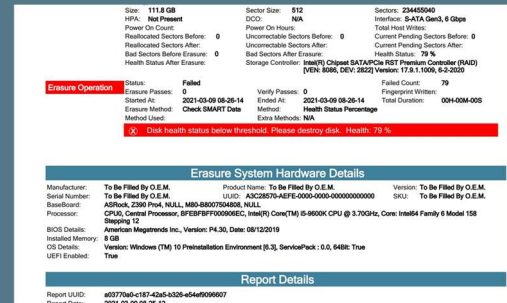 Size: 111.8 GB Sector Size: 512 Sectors: 234455040
HPA: Not Present DCO: N/A Interface: S-ATA Gen3, 6 Gbps
Power On Count: Power On Hours: Total Host Writes:
Reallocated Sectors Before: 0 Uncorrectable Sectors Before: 0 Current Pending Sectors Before: 0
Reallocated Sectors After: Uncorrectable Sectors After: Current Pending Sectors After:
Bad Sectors Before Erasure: 0 Bad Sectors After Erasure: Health Status: 79 %
Health Status After Erasure: Storage Controller: Intel(R) Chipset SATA/PCIe RST Premium Controller (RAID)
[VEN: 8086, DEV: 2822] Version: 17.9.1.1009, 6-2-2020
Erasure Operation
Status: Failed Failed Count: 79
Erasure Passes: 0 Verify Passes: 0 Fingerprint Written:
Started At: 2021-03-09 08-26-14 Ended At: 2021-03-09 08-26-14 Total Duration: 00H-00M-00S
Erasure Method: Check SMART Data Method: Health Status Percentage
Method Used: Extra Methods: N/A
Disk health status below threshold. Please destroy disk. Health: 79 %
Erasure System Hardware Details
Manufacturer: To Be Filled By O.E.M. Product Name: To Be Filled By O.E.M. Version: To Be Filled By O.E.M.
Serial Number: To Be Filled By O.E.M. UUID: A3C28570-AEFE-0000-0000-000000000000 SKU: To Be Filled By O.E.M.
BaseBoard: ASRock, Z390 Pro4, NULL, M80-B8007504808, NULL
Processor: CPU0, Central Processor, BFEBFBFF000906EC, Intel(R) Core(TM) i5-9600K CPU @ 3.70GHz, Core: Intel64 Family 6 Model 158
Stepping 12
BIOS Details: American Megatrends Inc., Version: P4.30, Date: 08/12/2019
Installed Memory: 8 GB
OS Details: Version: Windows (TM) 10 Preinstallation Environment [6.3], ServicePack : 0.0, 64Bit: True
UEFI Enabled: True
Report Details
Report UUID: a03770a0-c187-42a5-b326-e54ef9096607
Report Date: 2021-03-09 08-25-12